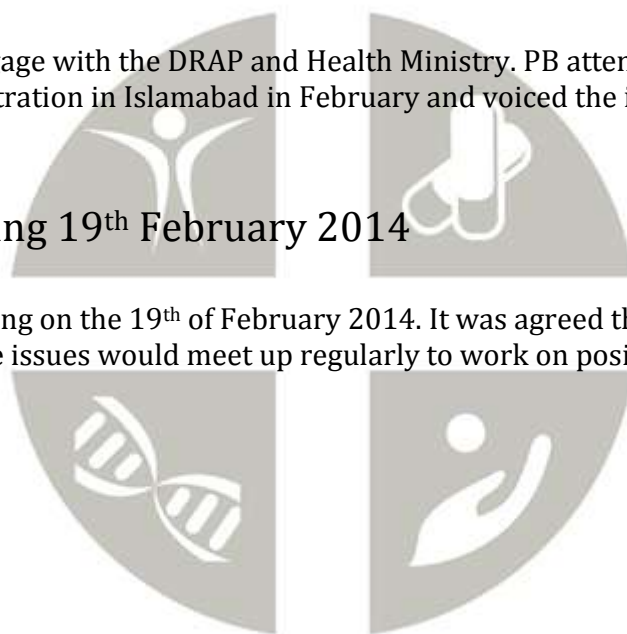 age with the DRAP and Health Ministry. PB atten
tration in Islamabad in February and voiced the i
ng 19th February 2014
ng on the 19th of February 2014. It was agreed th
e issues would meet up regularly to work on posi